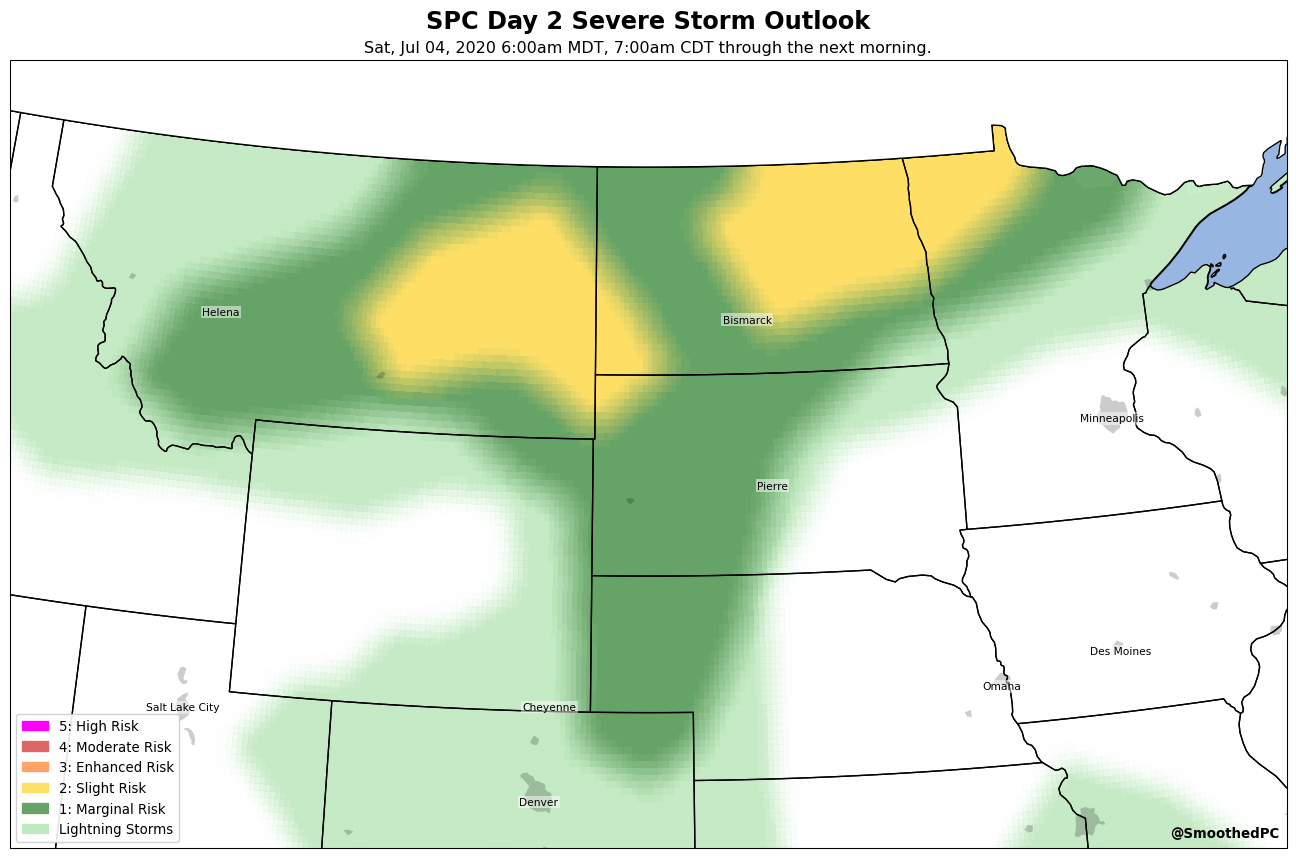 SPC Day 2 Severe Storm Outlook
Sat, Jul 04, 2020 6:00am MDT, 7:00am CDT through the next morning.
Helena
Bismarck
Minneapolis
Pierre
Des Moines
Omaha
Salt Lake City
Cheyenne
Denver
5: High Risk
4: Moderate Risk
3: Enhanced Risk
2: Slight Risk
1: Marginal Risk
Lightning Storms
@SmoothedPC